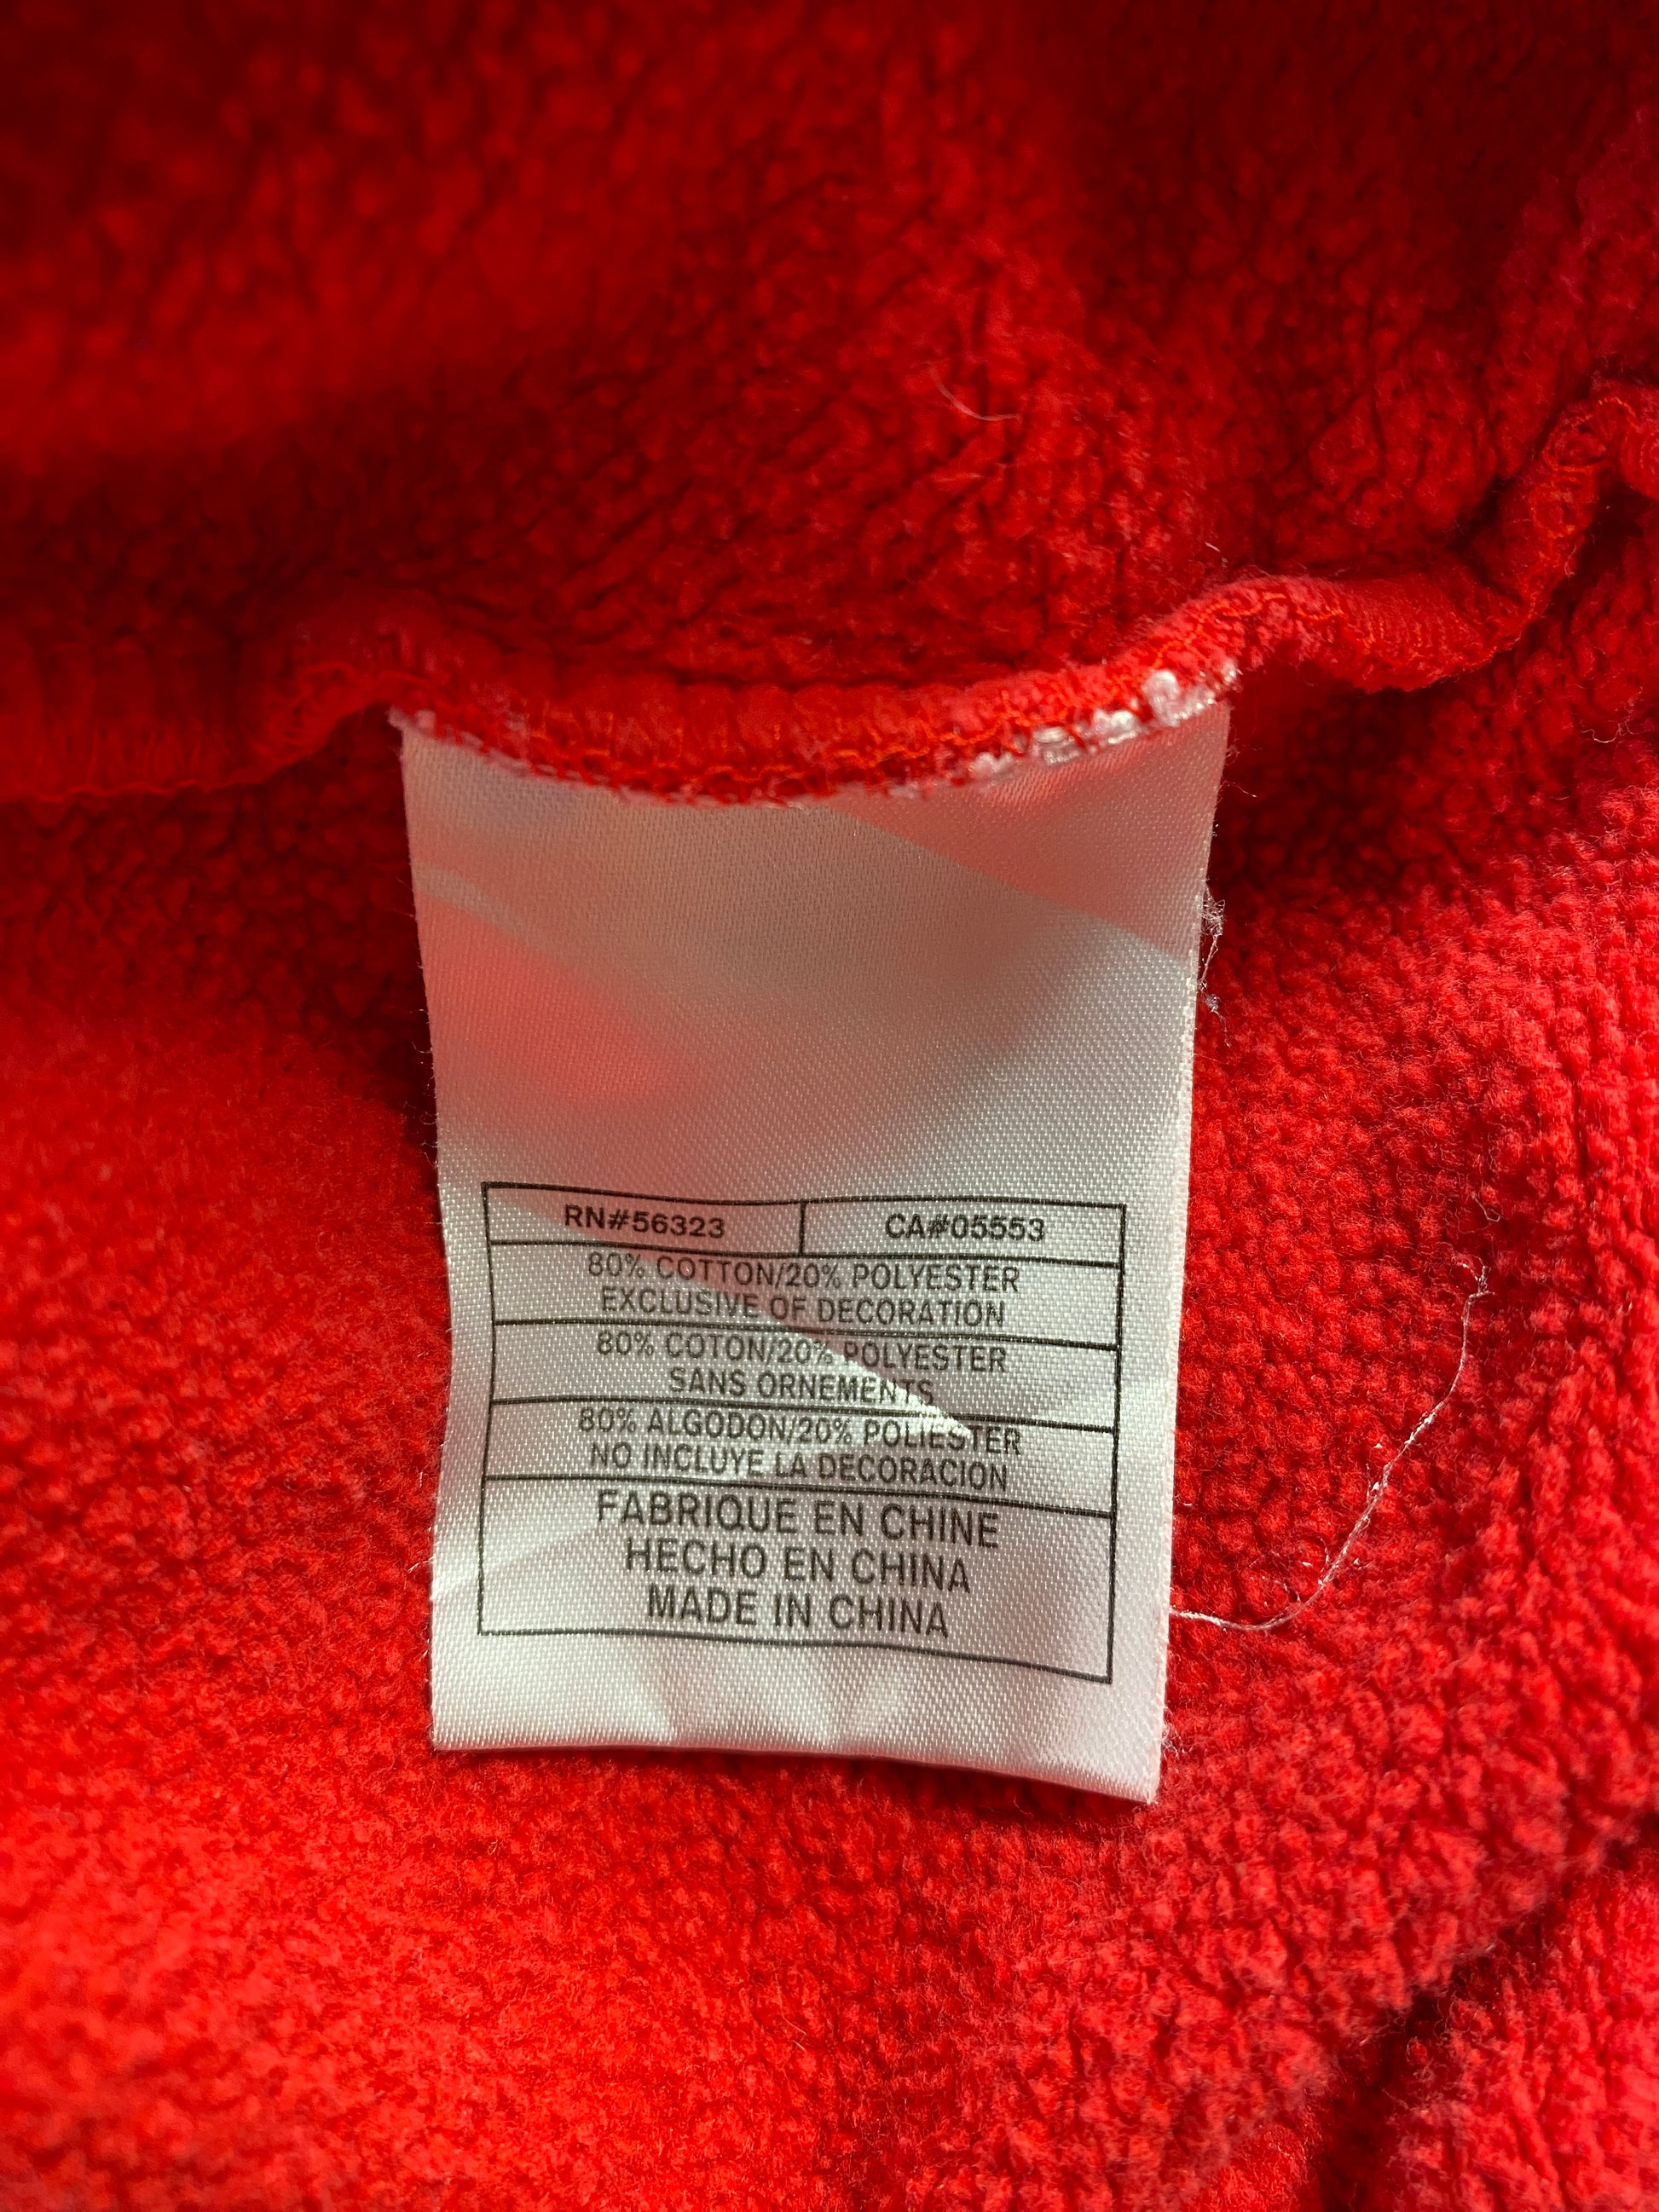 RN#56323 CA#05553
80% COTTON/20% POLYESTER
EXCLUSIVE OF DECORATION
80% COTON/20% POLYESTER
SANS ORNEMENTS
80% ALGODON/20% POLIESTER
NO INCLUYE LA DECORACION
FABRIQUE EN CHINE
HECHO EN CHINA
MADE IN CHINA